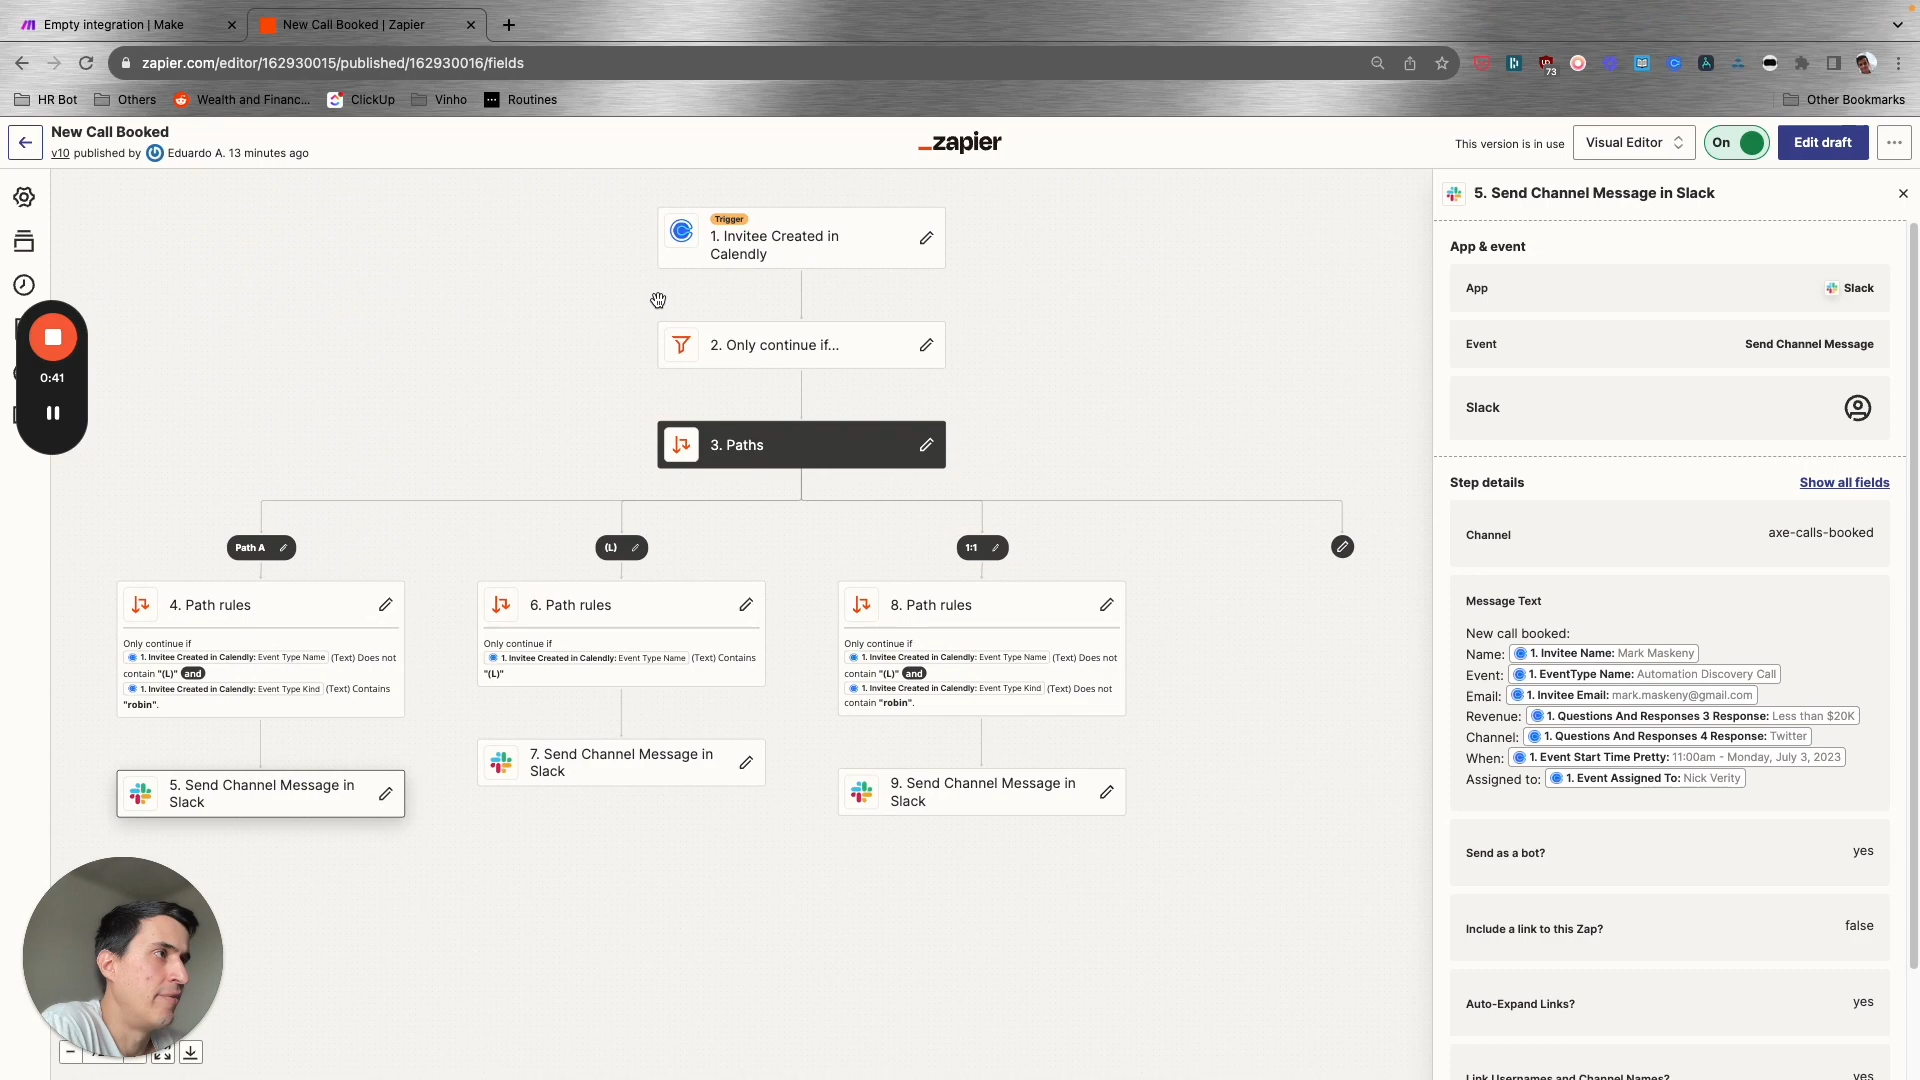 Empty integration | Make
New Call Booked | Zapier
zapier.com/editor/162930015/published/162930016/fields
73
HR Bot
Others
Wealth and Financ...
ClickUp
Vinho
Routines
Other Bookmarks
New Call Booked
v10 published by Eduardo A. 13 minutes ago
_zapier
This version is in use
Visual Editor
On
Edit draft
Trigger
1. Invitee Created in
Calendly
2. Only continue if...
3. Paths
0:41
Path A
(L)
1:1
4. Path rules
Only continue if
1. Invitee Created in Calendly: Event Type Name (Text) Does not
contain "(L)" and
1. Invitee Created in Calendly: Event Type Kind (Text) Contains
"robin".
5. Send Channel Message in
Slack
6. Path rules
Only continue if
1. Invitee Created in Calendly: Event Type Name (Text) Contains
"(L)"
7. Send Channel Message in
Slack
8. Path rules
Only continue if
1. Invitee Created in Calendly: Event Type Name (Text) Does not
contain "(L)" and
1. Invitee Created in Calendly: Event Type Kind (Text) Does not
contain "robin".
9. Send Channel Message in
Slack
5. Send Channel Message in Slack
App & event
App
Slack
Event
Send Channel Message
Slack
Step details
Show all fields
Channel
axe-calls-booked
Message Text
New call booked:
Name: 1. Invitee Name: Mark Maskeny
Event: 1. EventType Name: Automation Discovery Call
Email: 1. Invitee Email: mark.maskeny@gmail.com
Revenue: 1. Questions And Responses 3 Response: Less than $20K
Channel: 1. Questions And Responses 4 Response: Twitter
When: 1. Event Start Time Pretty: 11:00am - Monday, July 3, 2023
Assigned to: 1. Event Assigned To: Nick Verity
Send as a bot?
yes
Include a link to this Zap?
false
Auto-Expand Links?
yes
Link Usernames and Channel Names?
yes